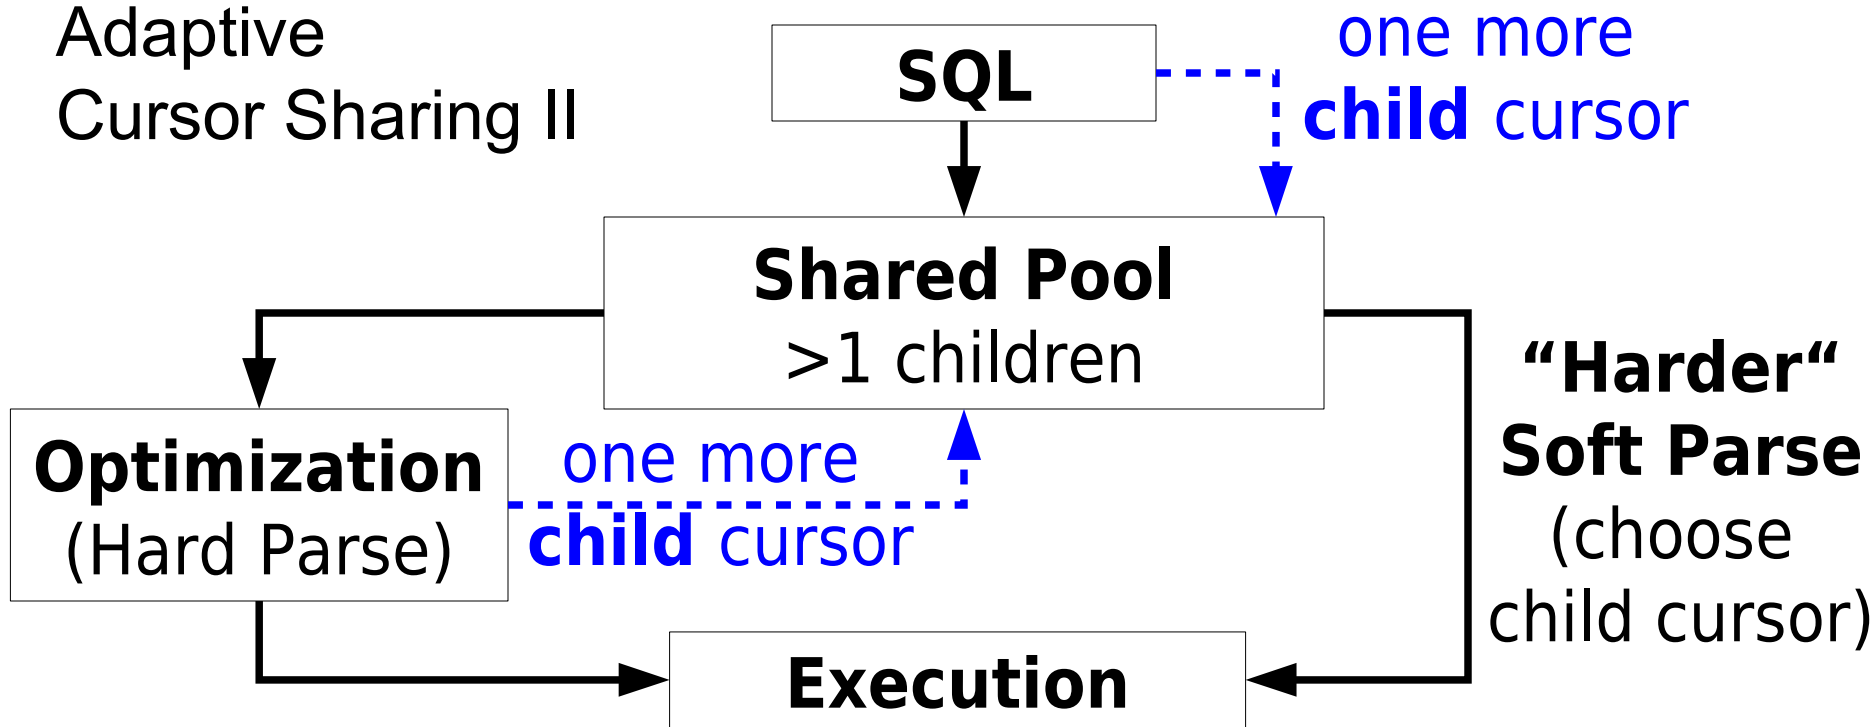 Adaptive
Cursor Sharing II
SQL
one more
child cursor
Shared Pool
>1 children
“Harder“
Soft Parse
(choose
child cursor)
Optimization
(Hard Parse)
one more
child cursor
Execution